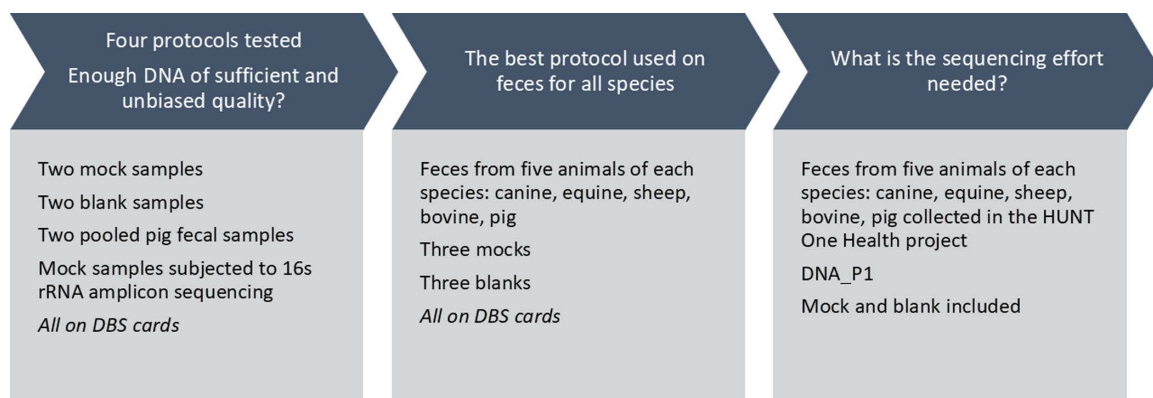 Four protocols tested
Enough DNA of sufficient and
unbiased quality?
Two mock samples
Two blank samples
Two pooled pig fecal samples
Mock samples subjected to 16s
rRNA amplicon sequencing
All on DBS cards
The best protocol used on
feces for all species
Feces from five animals of each
species: canine, equine, sheep,
bovine, pig
Three mocks
Three blanks
All on DBS cards
What is the sequencing effort
needed?
Feces from five animals of each
species: canine, equine, sheep,
bovine, pig collected in the HUNT
One Health project
DNA_P1
Mock and blank included